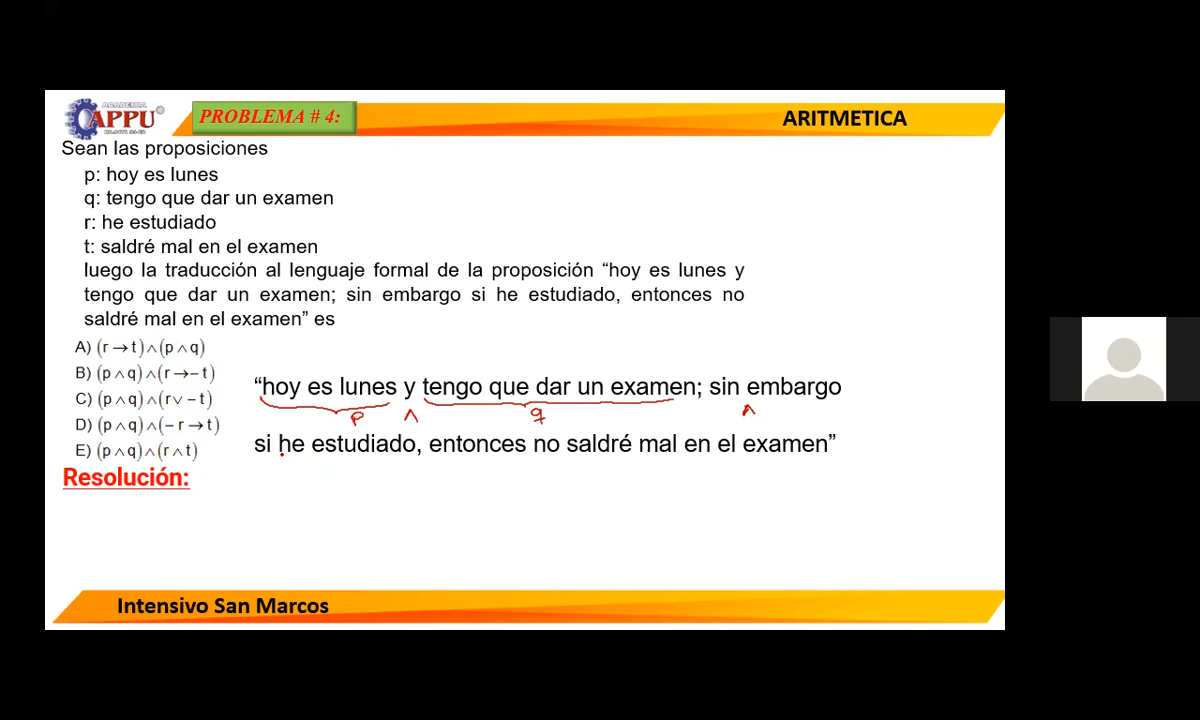 ACADEMIA
CAPPU
PROBLEMA # 4:
ARITMETICA
Sean las proposiciones
p: hoy es lunes
q: tengo que dar un examen
r: he estudiado
t: saldré mal en el examen
luego la traducción al lenguaje formal de la proposición “hoy es lunes y
tengo que dar un examen; sin embargo si he estudiado, entonces no
saldré mal en el examen” es
A) (r → t) ∧ (p ∧ q)
B) (p ∧ q) ∧ (r → − t)
C) (p ∧ q) ∧ (r ∨ − t)
D) (p ∧ q) ∧ (− r → t)
E) (p ∧ q) ∧ (r ∧ t)
“hoy es lunes y tengo que dar un examen; sin embargo
p ∧ q ∧
si he estudiado, entonces no saldré mal en el examen”
Resolución:
Intensivo San Marcos